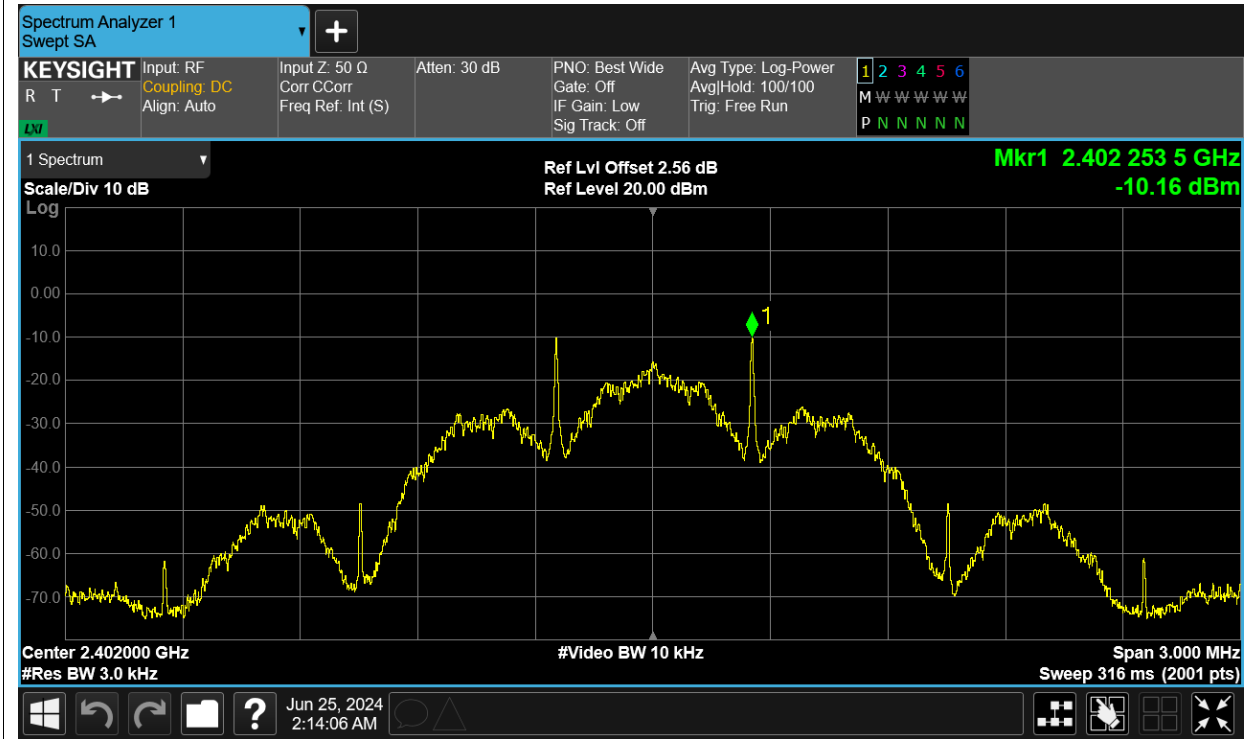 Spectrum Analyzer 1
Swept SA
+
KEYSIGHT
R T
LXI
Input: RF
Coupling: DC
Align: Auto
Input Z: 50 Ω
Corr CCorr
Freq Ref: Int (S)
Atten: 30 dB
PNO: Best Wide
Gate: Off
IF Gain: Low
Sig Track: Off
Avg Type: Log-Power
Avg|Hold: 100/100
Trig: Free Run
1 2 3 4 5 6
M W W W W W W
P N N N N N N
1 Spectrum
Scale/Div 10 dB
Log
Ref Lvl Offset 2.56 dB
Ref Level 20.00 dBm
Mkr1 2.402 253 5 GHz
-10.16 dBm
10.0
0.00
-10.0
-20.0
-30.0
-40.0
-50.0
-60.0
-70.0
1
Center 2.402000 GHz
#Res BW 3.0 kHz
#Video BW 10 kHz
Span 3.000 MHz
Sweep 316 ms (2001 pts)
?
Jun 25, 2024
2:14:06 AM